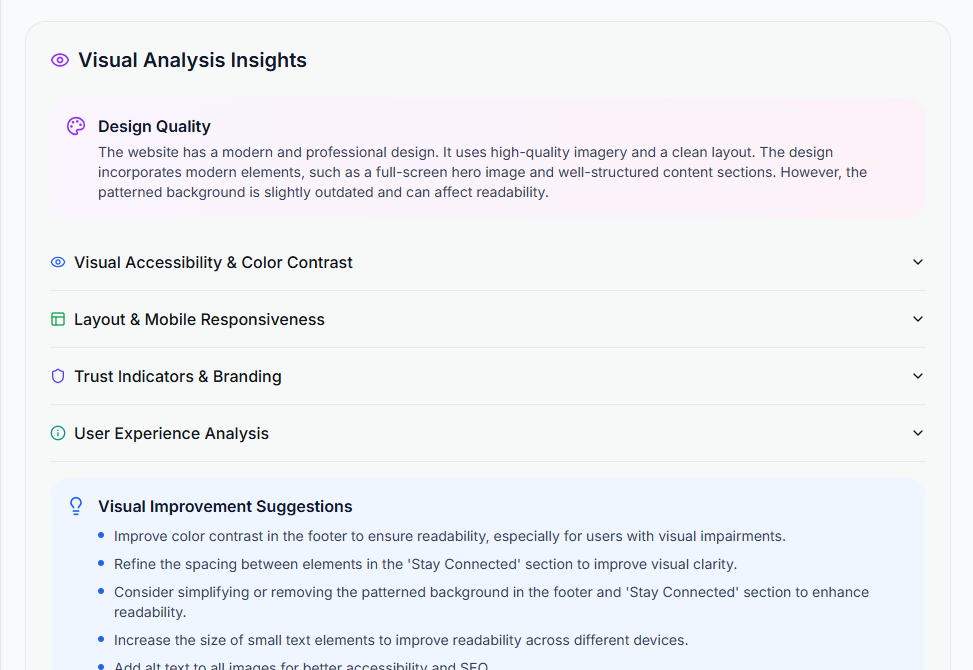 Visual Analysis Insights
Design Quality
The website has a modern and professional design. It uses high-quality imagery and a clean layout. The design
incorporates modern elements, such as a full-screen hero image and well-structured content sections. However, the
patterned background is slightly outdated and can affect readability.
Visual Accessibility & Color Contrast
Layout & Mobile Responsiveness
Trust Indicators & Branding
User Experience Analysis
Visual Improvement Suggestions
Improve color contrast in the footer to ensure readability, especially for users with visual impairments.
Refine the spacing between elements in the 'Stay Connected' section to improve visual clarity.
Consider simplifying or removing the patterned background in the footer and 'Stay Connected' section to enhance
readability.
Increase the size of small text elements to improve readability across different devices.
Add alt text to all images for better accessibility and SEO.